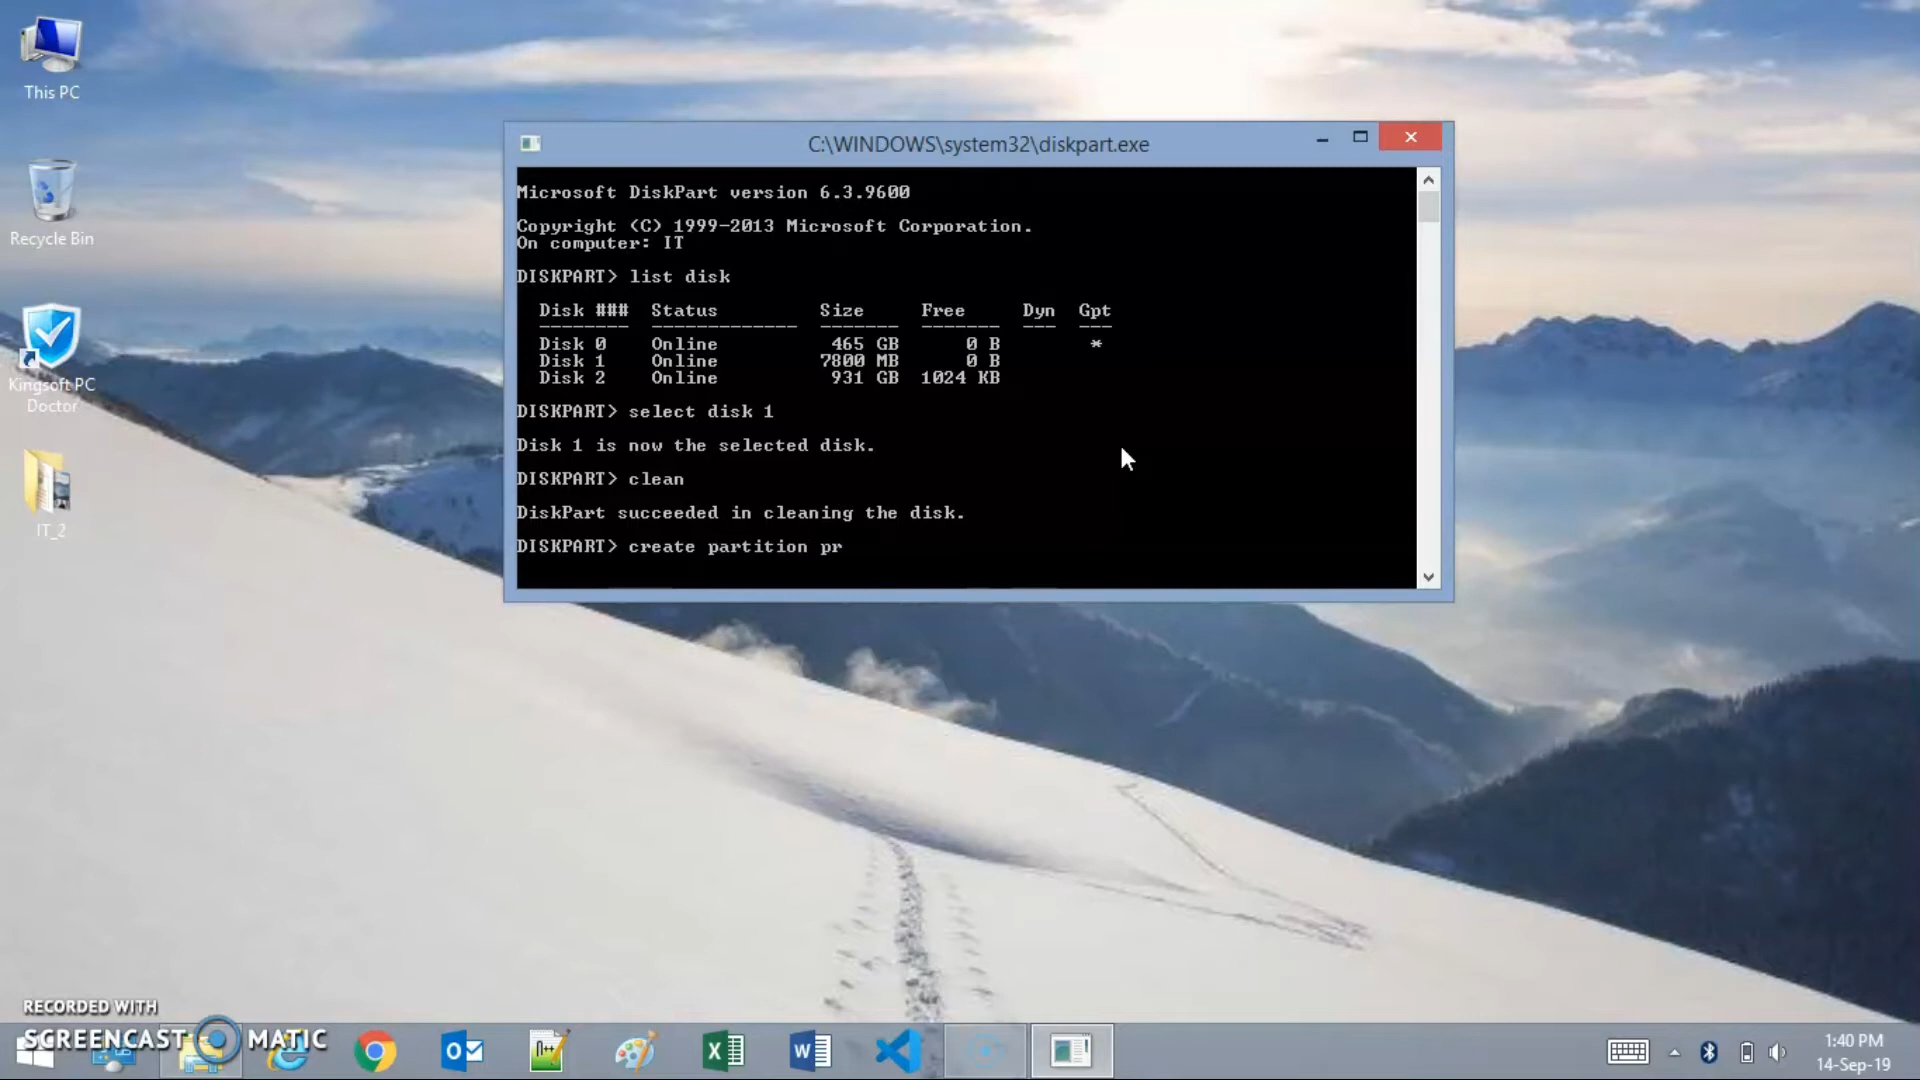 This PC
Recycle Bin
Kingsoft PC
Doctor
IT_2
C:\WINDOWS\system32\diskpart.exe
Microsoft DiskPart version 6.3.9600
Copyright (C) 1999-2013 Microsoft Corporation.
On computer: IT
DISKPART> list disk
Disk ### Status Size Free Dyn Gpt
-------- ------------- ------- ------- --- ---
Disk 0 Online 465 GB 0 B *
Disk 1 Online 7800 MB 0 B
Disk 2 Online 931 GB 1024 KB
DISKPART> select disk 1
Disk 1 is now the selected disk.
DISKPART> clean
DiskPart succeeded in cleaning the disk.
DISKPART> create partition pr
RECORDED WITH
SCREENCAST MATIC
1:40 PM
14-Sep-19